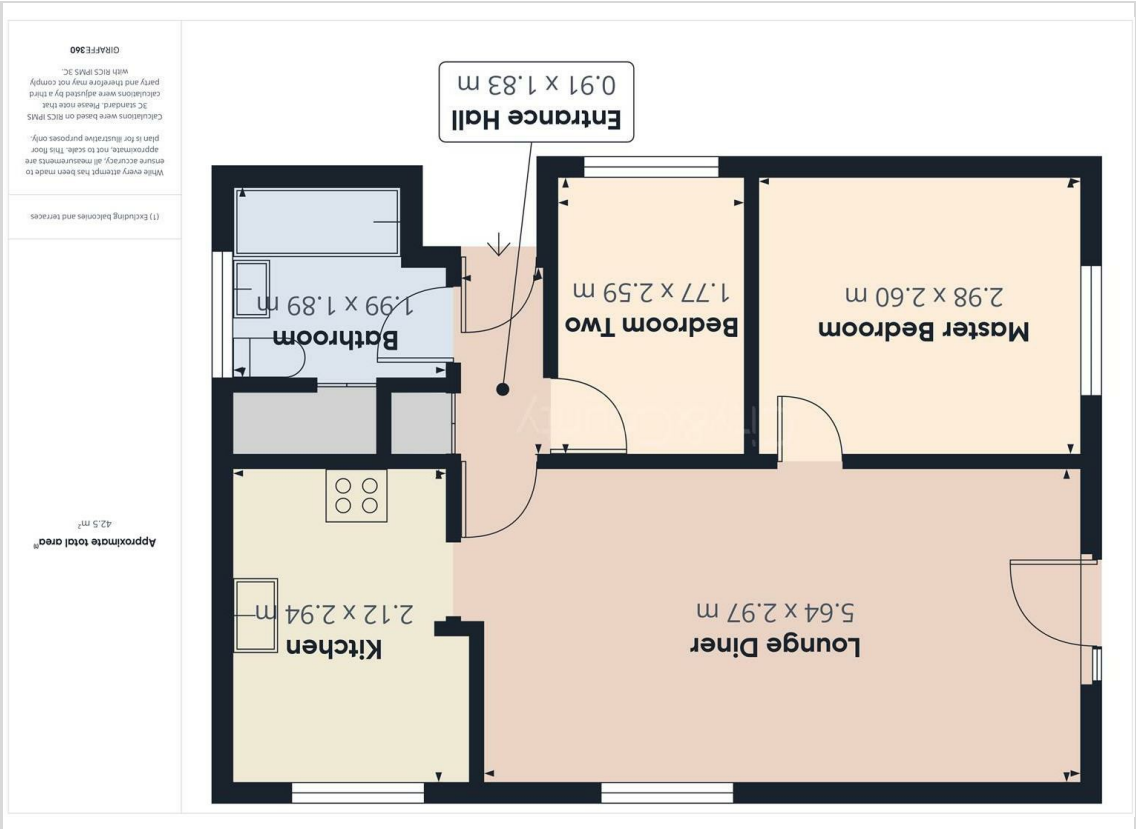 Lounge Diner
5.64 x 2.97 m
Kitchen
2.12 x 2.94 m
Master Bedroom
2.98 x 2.60 m
Bedroom Two
1.77 x 2.59 m
Bathroom
1.99 x 1.89 m
Entrance Hall
0.91 x 1.83 m
Approximate total area⁽¹⁾
42.5 m²
(1) Excluding balconies and terraces
While every attempt has been made to
ensure accuracy, all measurements are
approximate, not to scale. This floor
plan is for illustrative purposes only.
Calculations were based on RICS IPMS
3C standard. Please note that
calculations were adjusted by a third
party and therefore may not comply
with RICS IPMS 3C.
GIRAFFE360